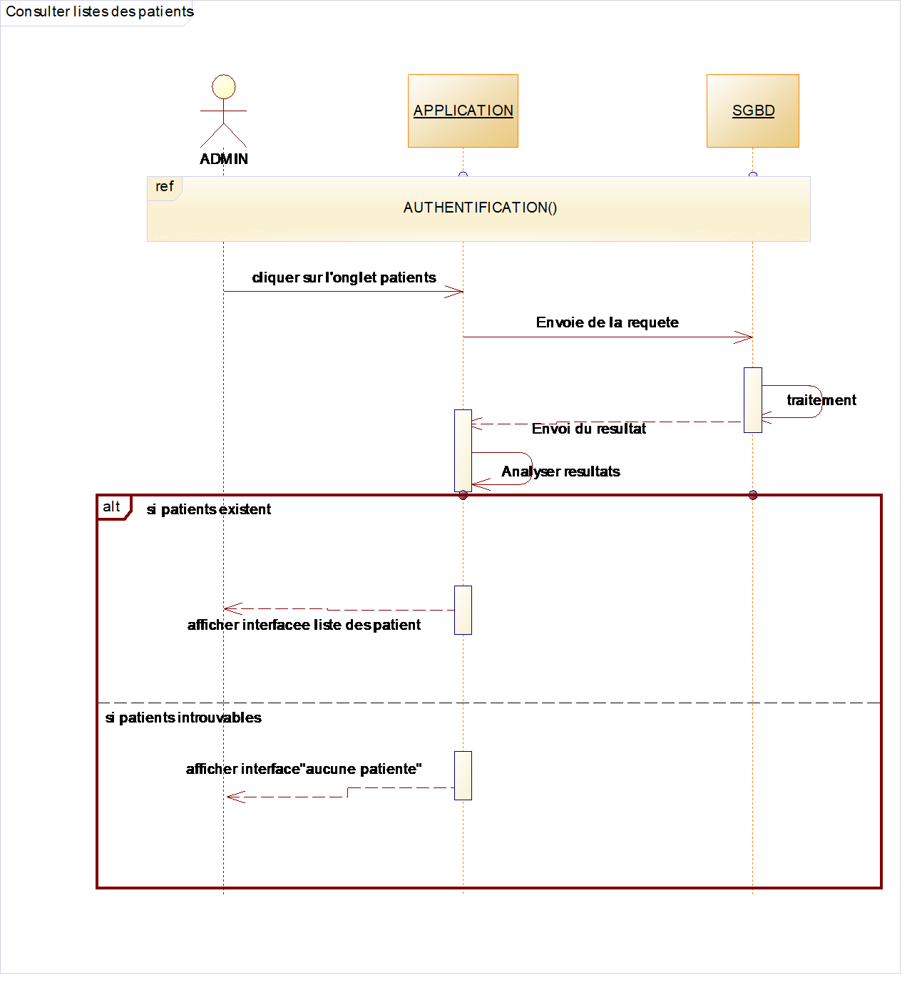 Consulter listes des patients
ADMIN
APPLICATION
SGBD
ref
AUTHENTIFICATION()
cliquer sur l'onglet patients
Envoie de la requete
traitement
Envoi du resultat
Analyser resultats
alt
si patients existent
afficher interfacee liste des patient
si patients introuvables
afficher interface"aucune patiente"